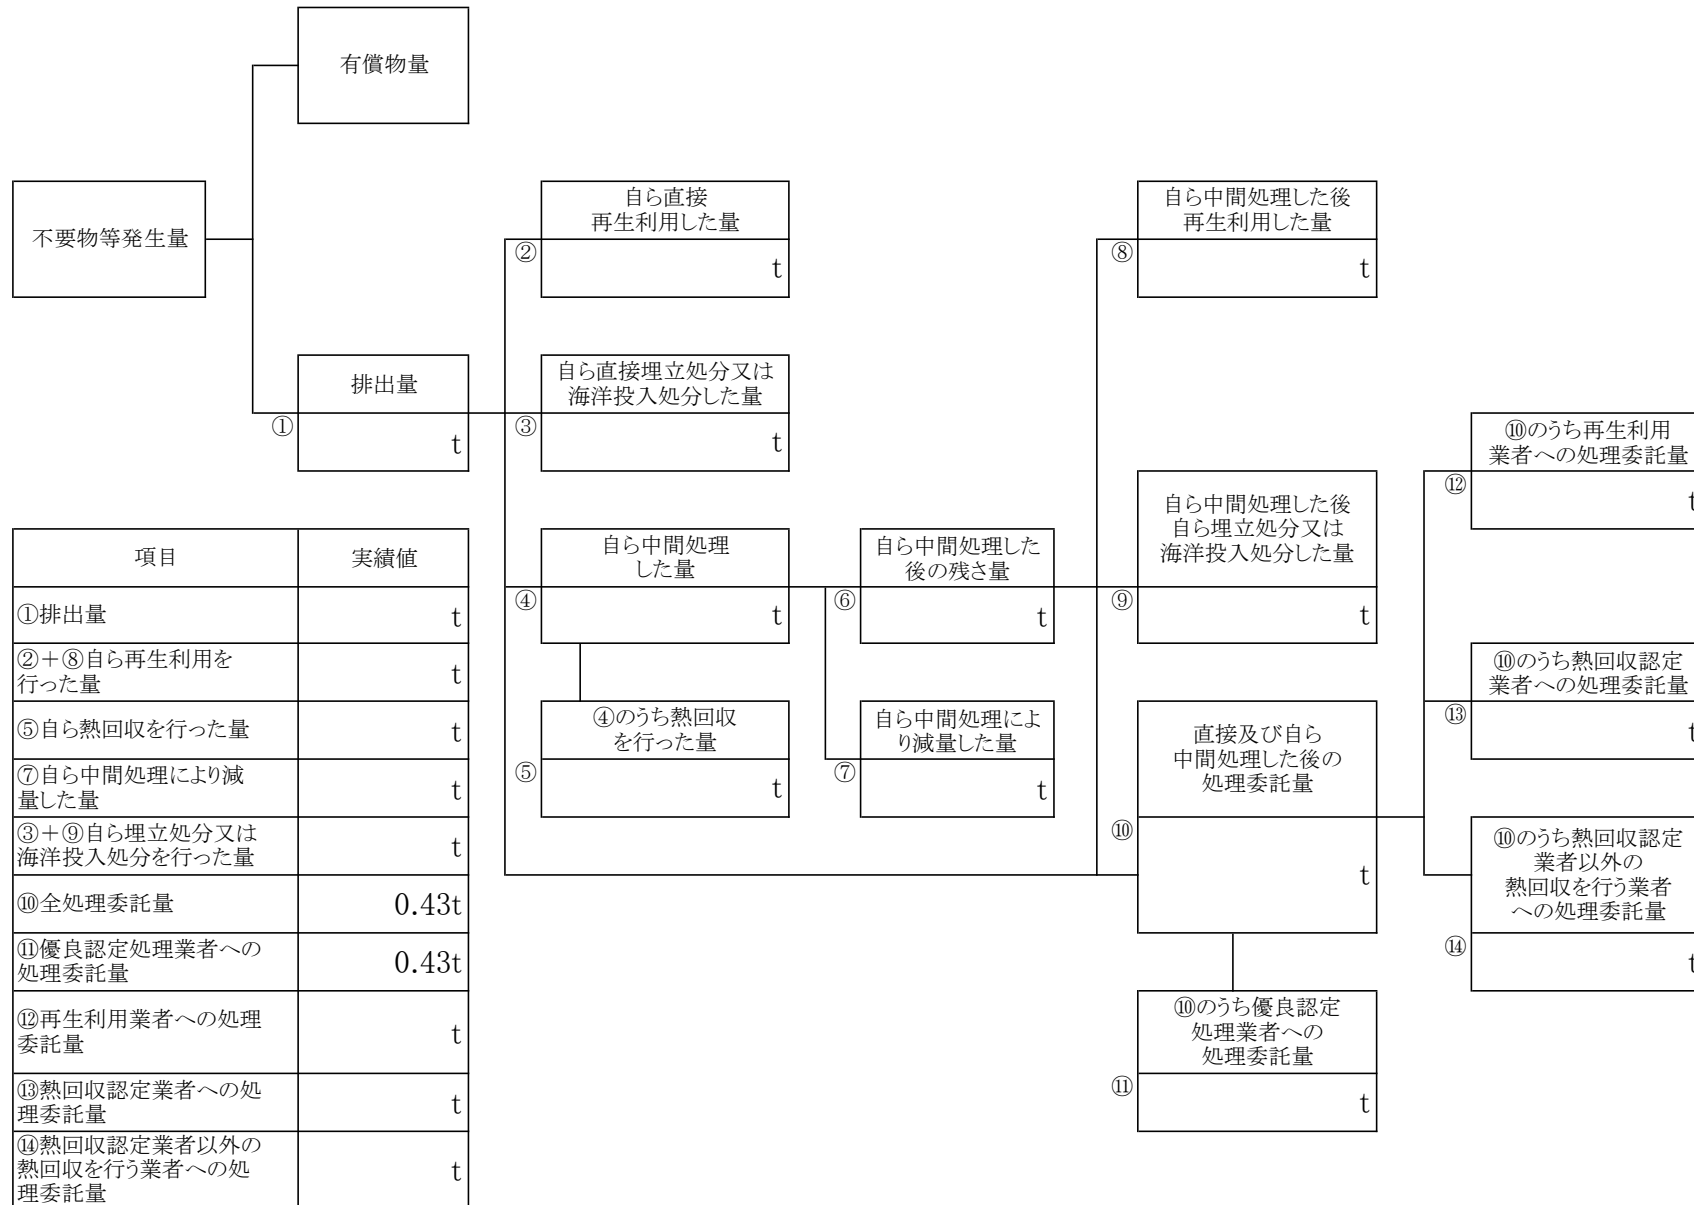 有償物量
不要物等発生量
自ら直接
再生利用した量
②
t
自ら中間処理した後
再生利用した量
⑧
t
排出量
①
t
自ら直接埋立処分又は
海洋投入処分した量
③
t
⑩のうち再生利用
業者への処理委託量
⑫
t
自ら中間処理した後
自ら埋立処分又は
海洋投入処分した量
⑨
t
自ら中間処理
した量
④
t
自ら中間処理した
後の残さ量
⑥
t
④のうち熱回収
を行った量
⑤
t
自ら中間処理によ
り減量した量
⑦
t
⑩のうち熱回収認定
業者への処理委託量
⑬
t
直接及び自ら
中間処理した後の
処理委託量
⑩
t
⑩のうち熱回収認定
業者以外の
熱回収を行う業者
への処理委託量
⑭
t
⑩のうち優良認定
処理業者への
処理委託量
⑪
t
項目 実績値
①排出量 t
②+⑧自ら再生利用を
行った量 t
⑤自ら熱回収を行った量 t
⑦自ら中間処理により減
量した量 t
③+⑨自ら埋立処分又は
海洋投入処分を行った量 t
⑩全処理委託量 0.43t
⑪優良認定処理業者への
処理委託量 0.43t
⑫再生利用業者への処理
委託量 t
⑬熱回収認定業者への処
理委託量 t
⑭熱回収認定業者以外の
熱回収を行う業者への処
理委託量 t